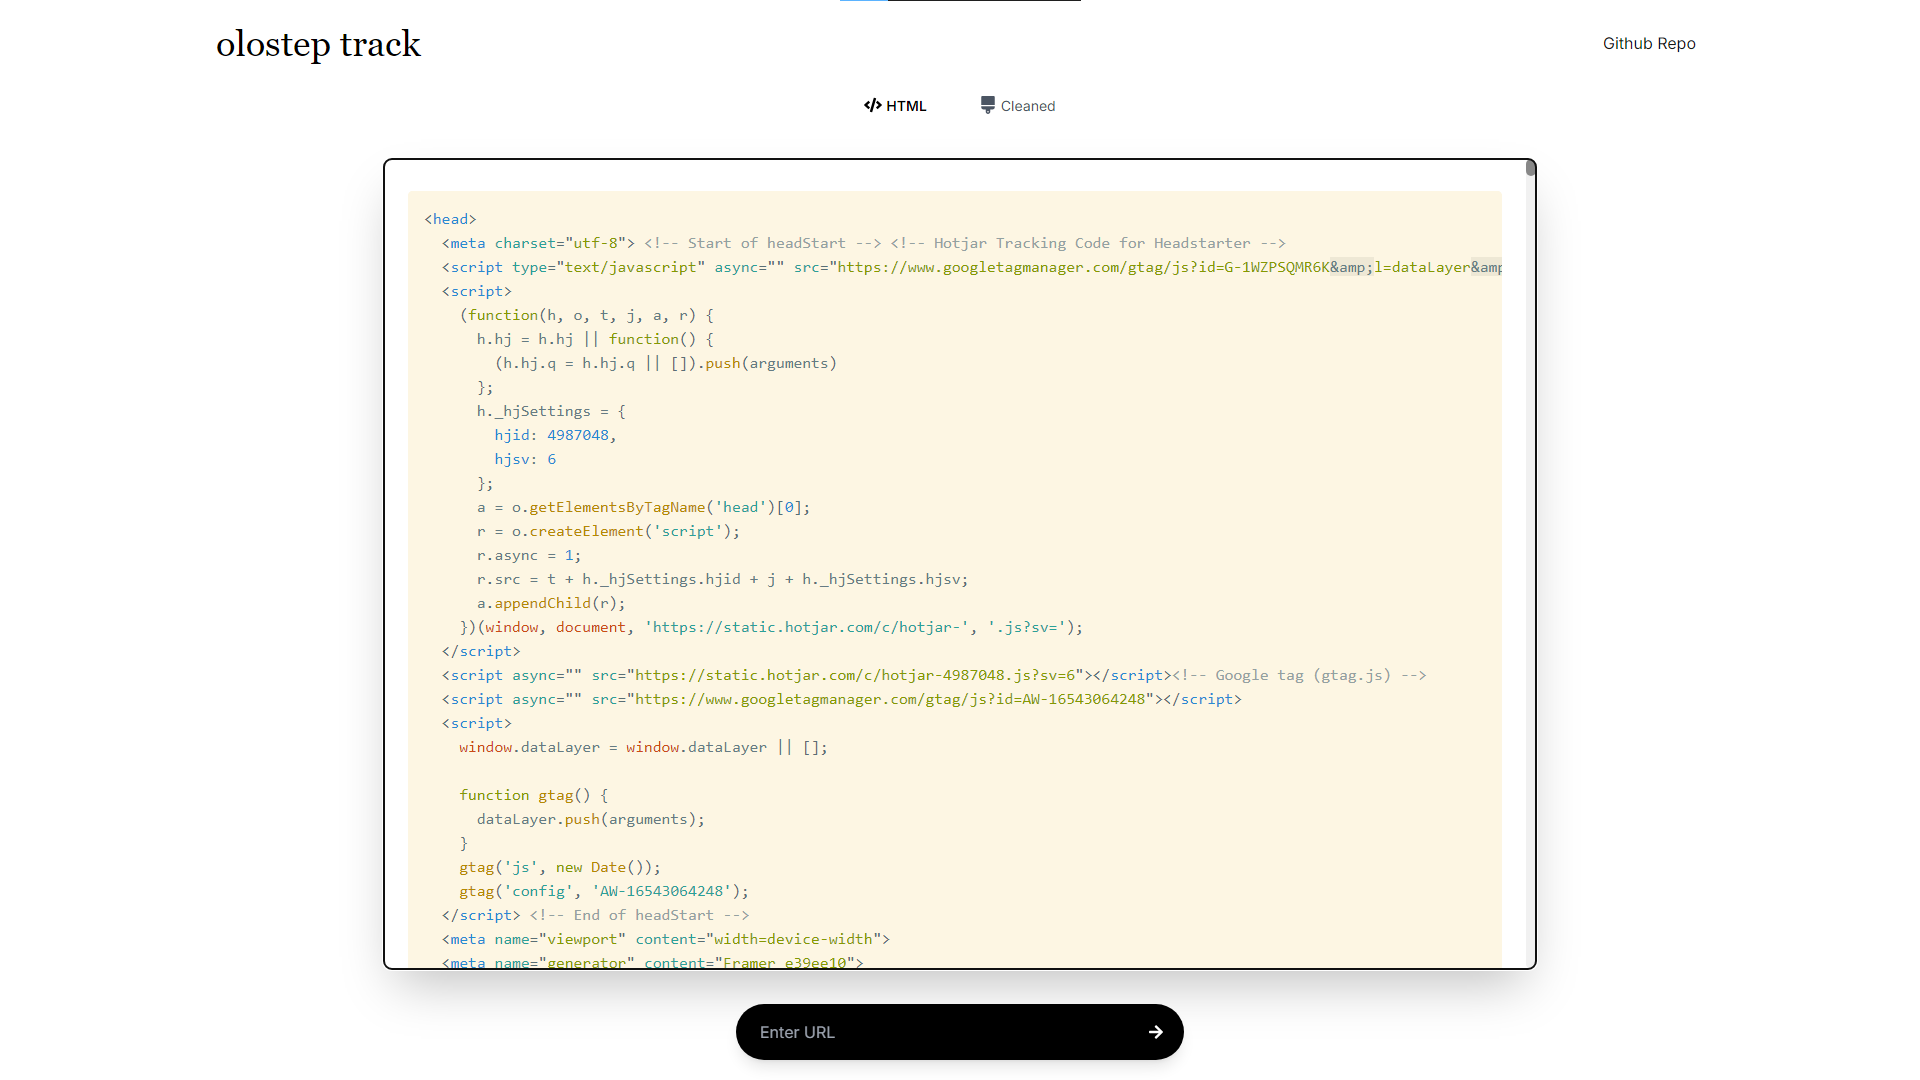 olostep track
Github Repo
HTML
Cleaned
<head>
<meta charset="utf-8"> <!-- Start of headStart --> <!-- Hotjar Tracking Code for Headstarter -->
<script type="text/javascript" async="" src="https://www.googletagmanager.com/gtag/js?id=G-1WZPSQMR6K&amp;l=dataLayer&amp
<script>
(function(h, o, t, j, a, r) {
h.hj = h.hj || function() {
(h.hj.q = h.hj.q || []).push(arguments)
};
h._hjSettings = {
hjid: 4987048,
hjsv: 6
};
a = o.getElementsByTagName('head')[0];
r = o.createElement('script');
r.async = 1;
r.src = t + h._hjSettings.hjid + j + h._hjSettings.hjsv;
a.appendChild(r);
})(window, document, 'https://static.hotjar.com/c/hotjar-', '.js?sv=');
</script>
<script async="" src="https://static.hotjar.com/c/hotjar-4987048.js?sv=6"></script><!-- Google tag (gtag.js) -->
<script async="" src="https://www.googletagmanager.com/gtag/js?id=AW-16543064248"></script>
<script>
window.dataLayer = window.dataLayer || [];
function gtag() {
dataLayer.push(arguments);
}
gtag('js', new Date());
gtag('config', 'AW-16543064248');
</script> <!-- End of headStart -->
<meta name="viewport" content="width=device-width">
<meta name="generator" content="Framer e39ee10">
Enter URL